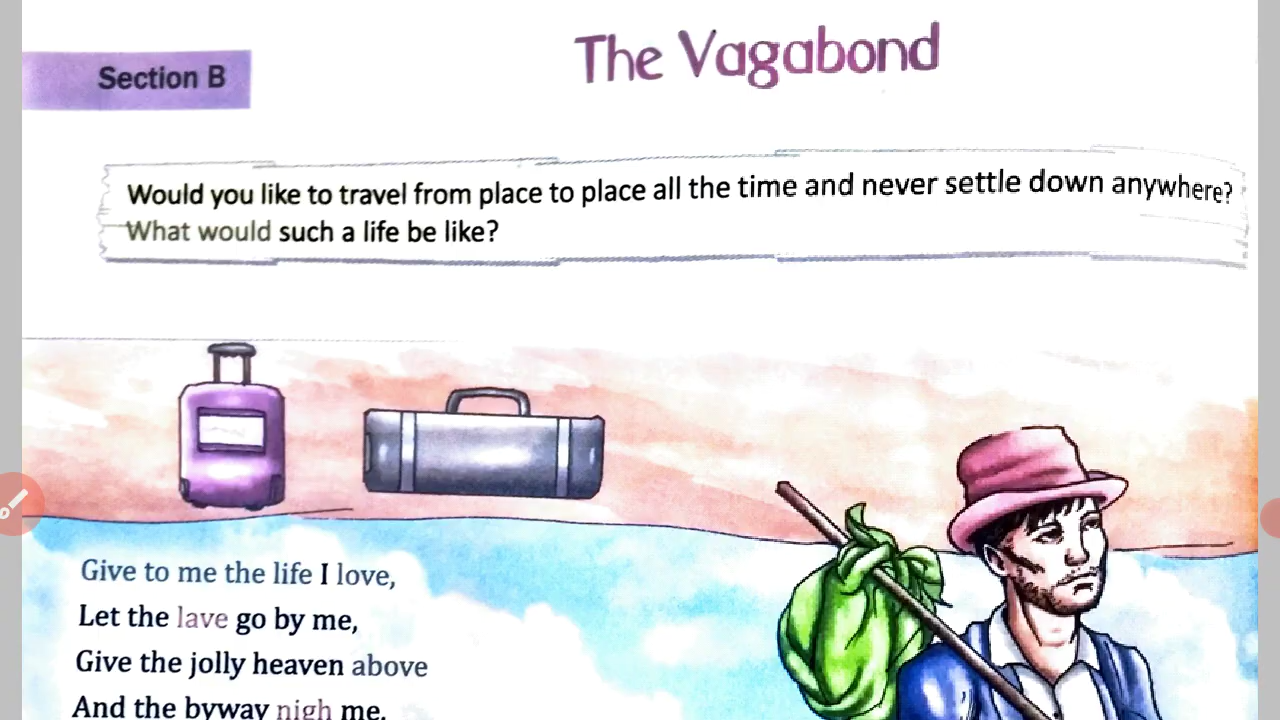 The Vagabond
Section B
Would you like to travel from place to place all the time and never settle down anywhere?
What would such a life be like?
Give to me the life I love,
Let the lave go by me,
Give the jolly heaven above
And the byway nigh me.